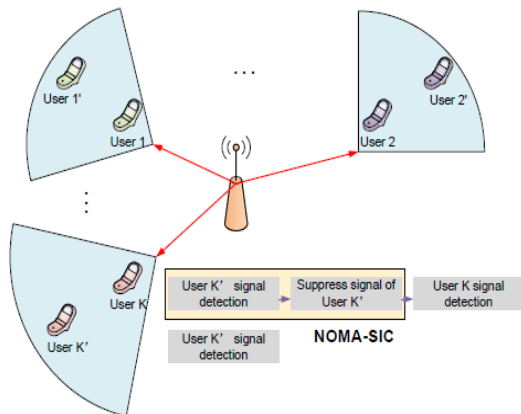 ...
User 1'
User 1
User 2'
User 2
...
User K
User K'
User K' signal
detection
Suppress signal of
User K'
User K signal
detection
NOMA-SIC
User K' signal
detection